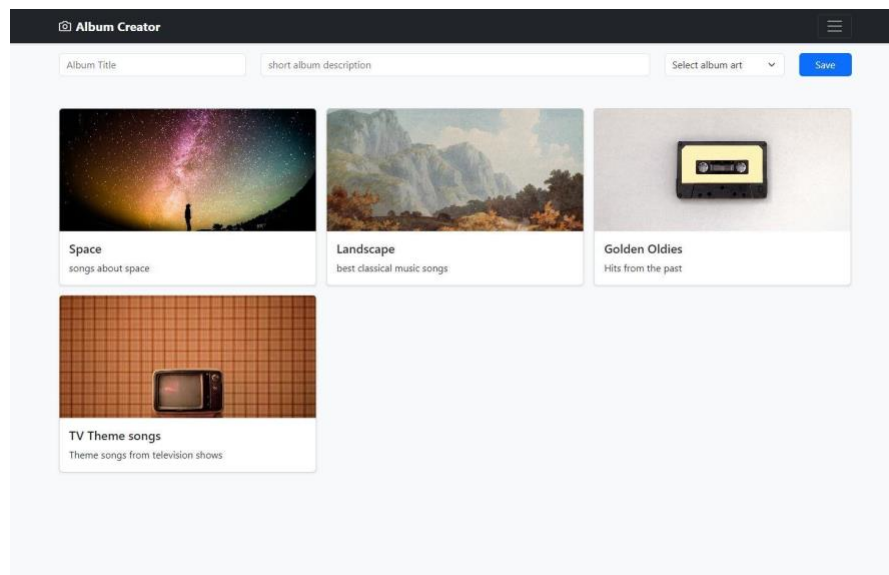 Album Creator
Album Title
short album description
Select album art
Save
Space
songs about space
Landscape
best classical music songs
Golden Oldies
Hits from the past
TV Theme songs
Theme songs from television shows